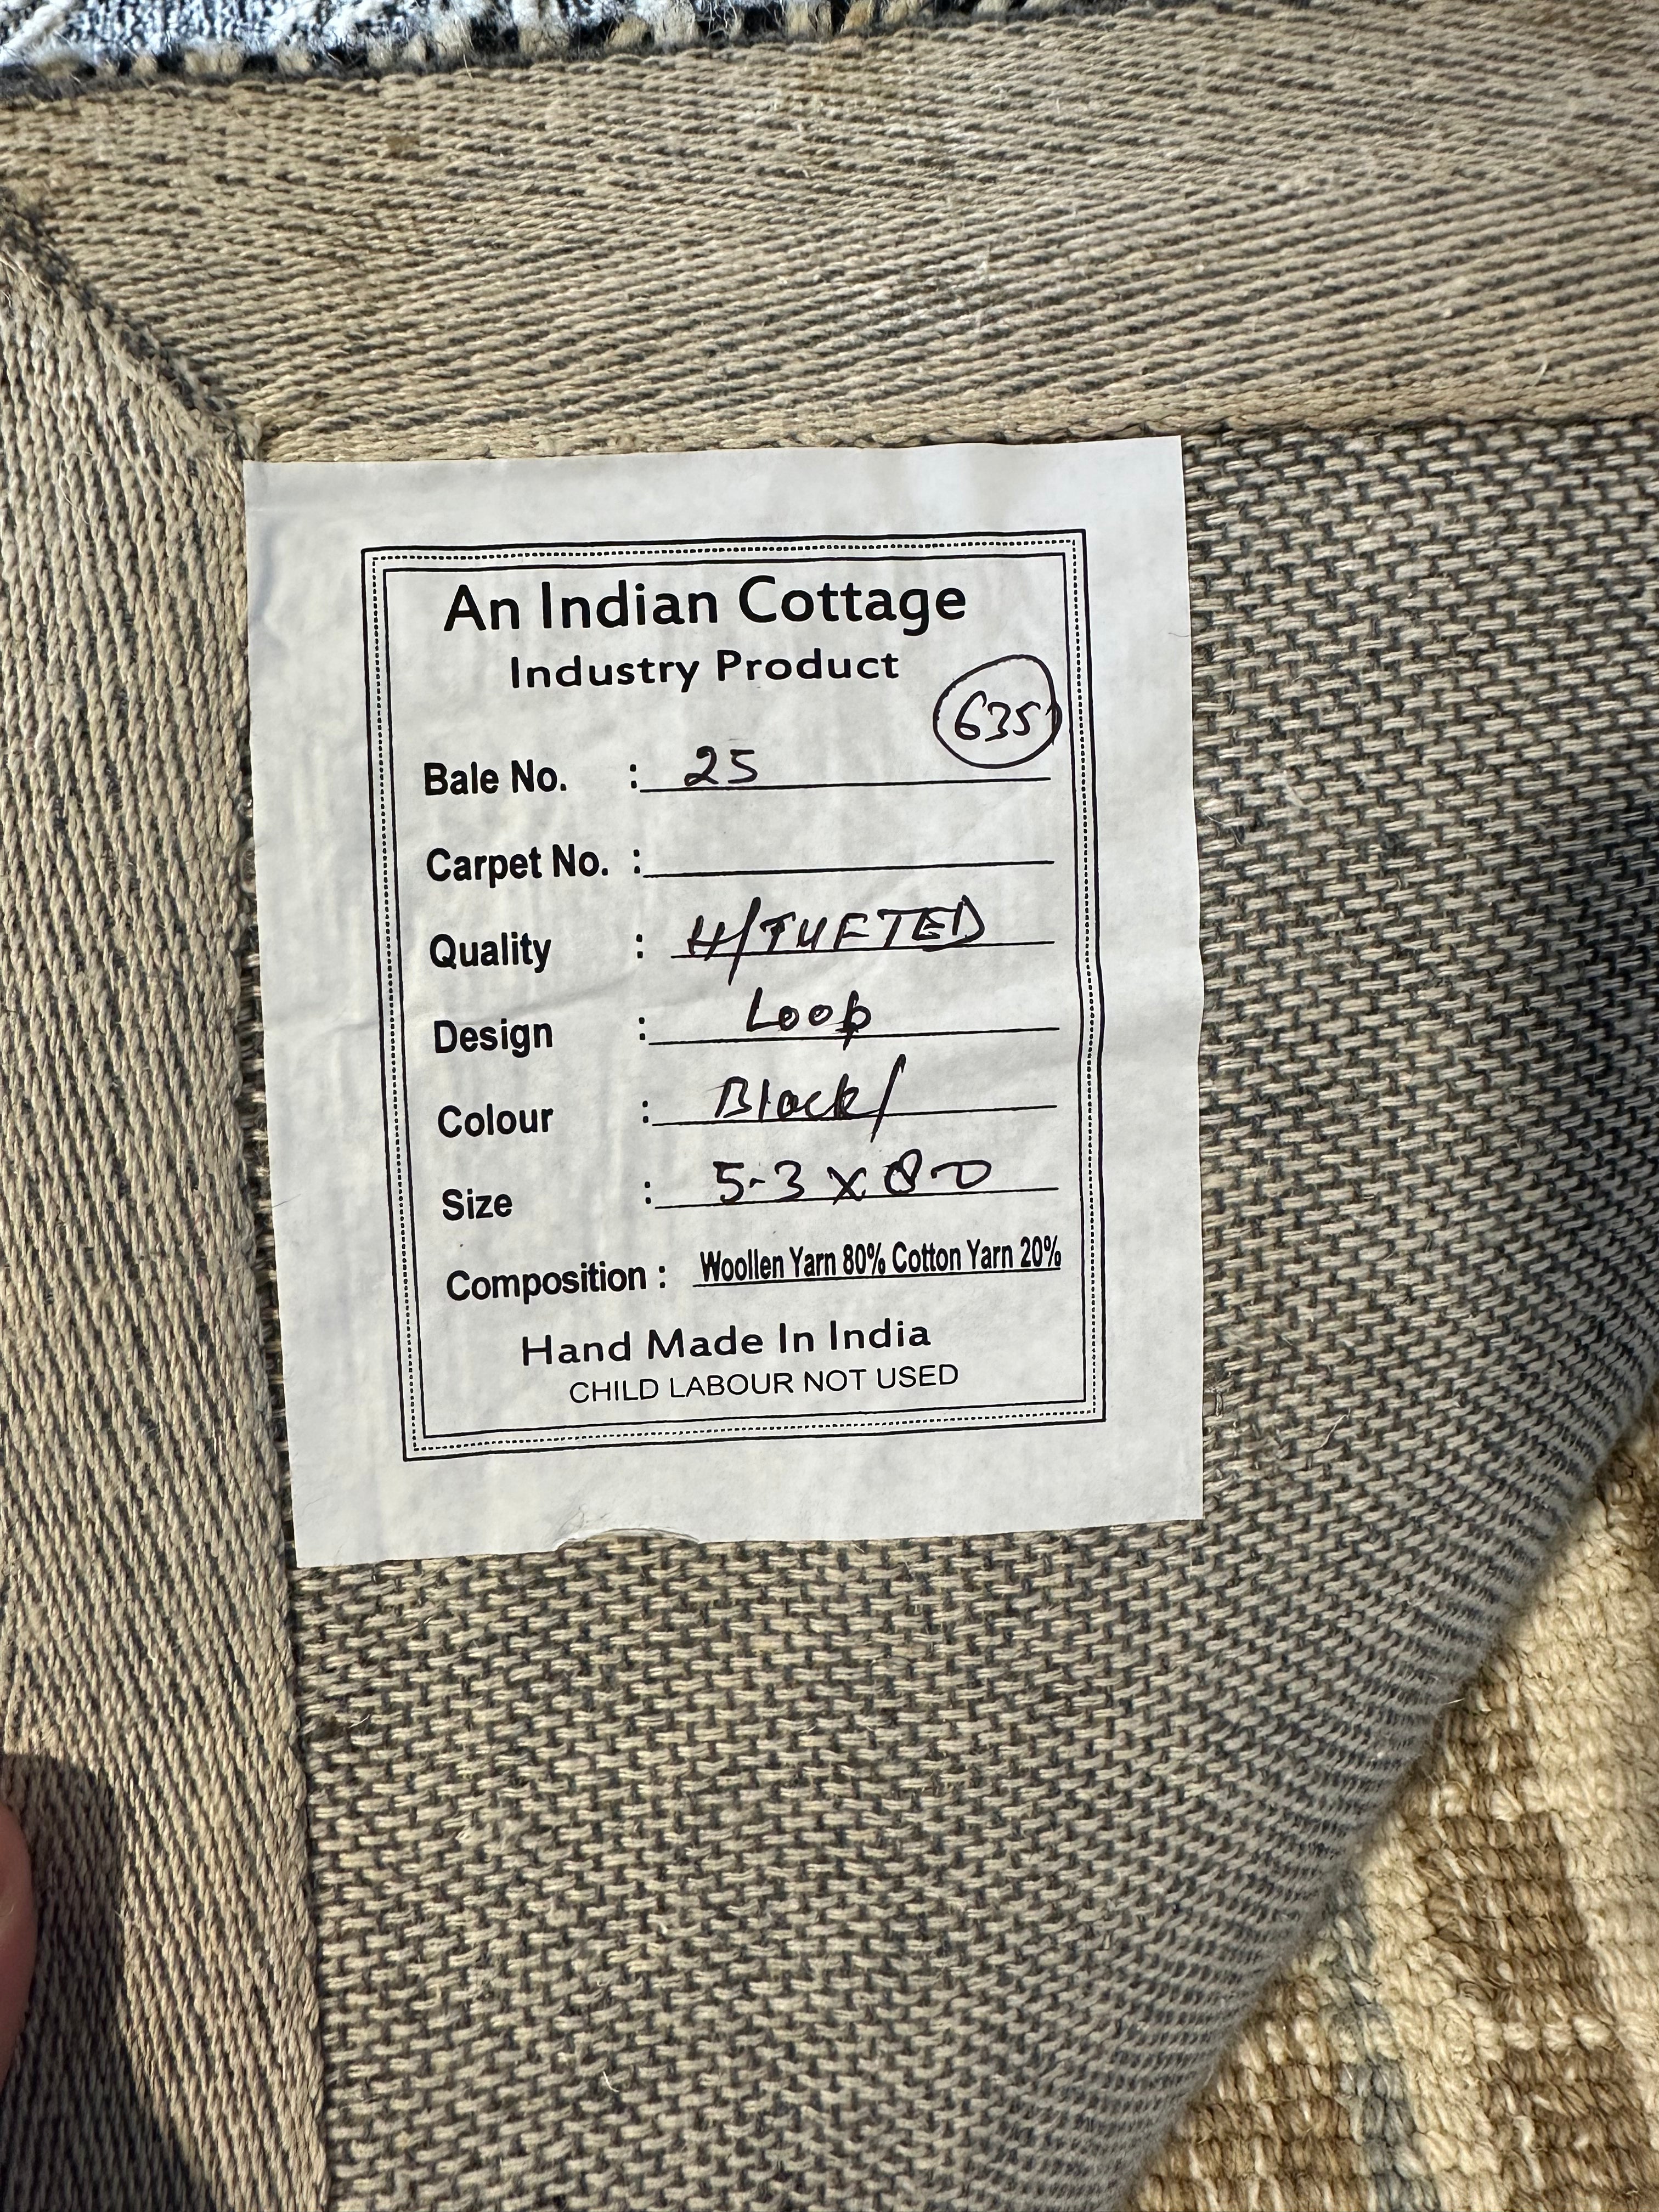 An Indian Cottage
Industry Product
635
Bale No. : 25
Carpet No. :
Quality : H/TUFTED
Design : Loop
Colour : Black/
Size : 5-3 x 8-0
Composition : Woollen Yarn 80% Cotton Yarn 20%
Hand Made In India
CHILD LABOUR NOT USED